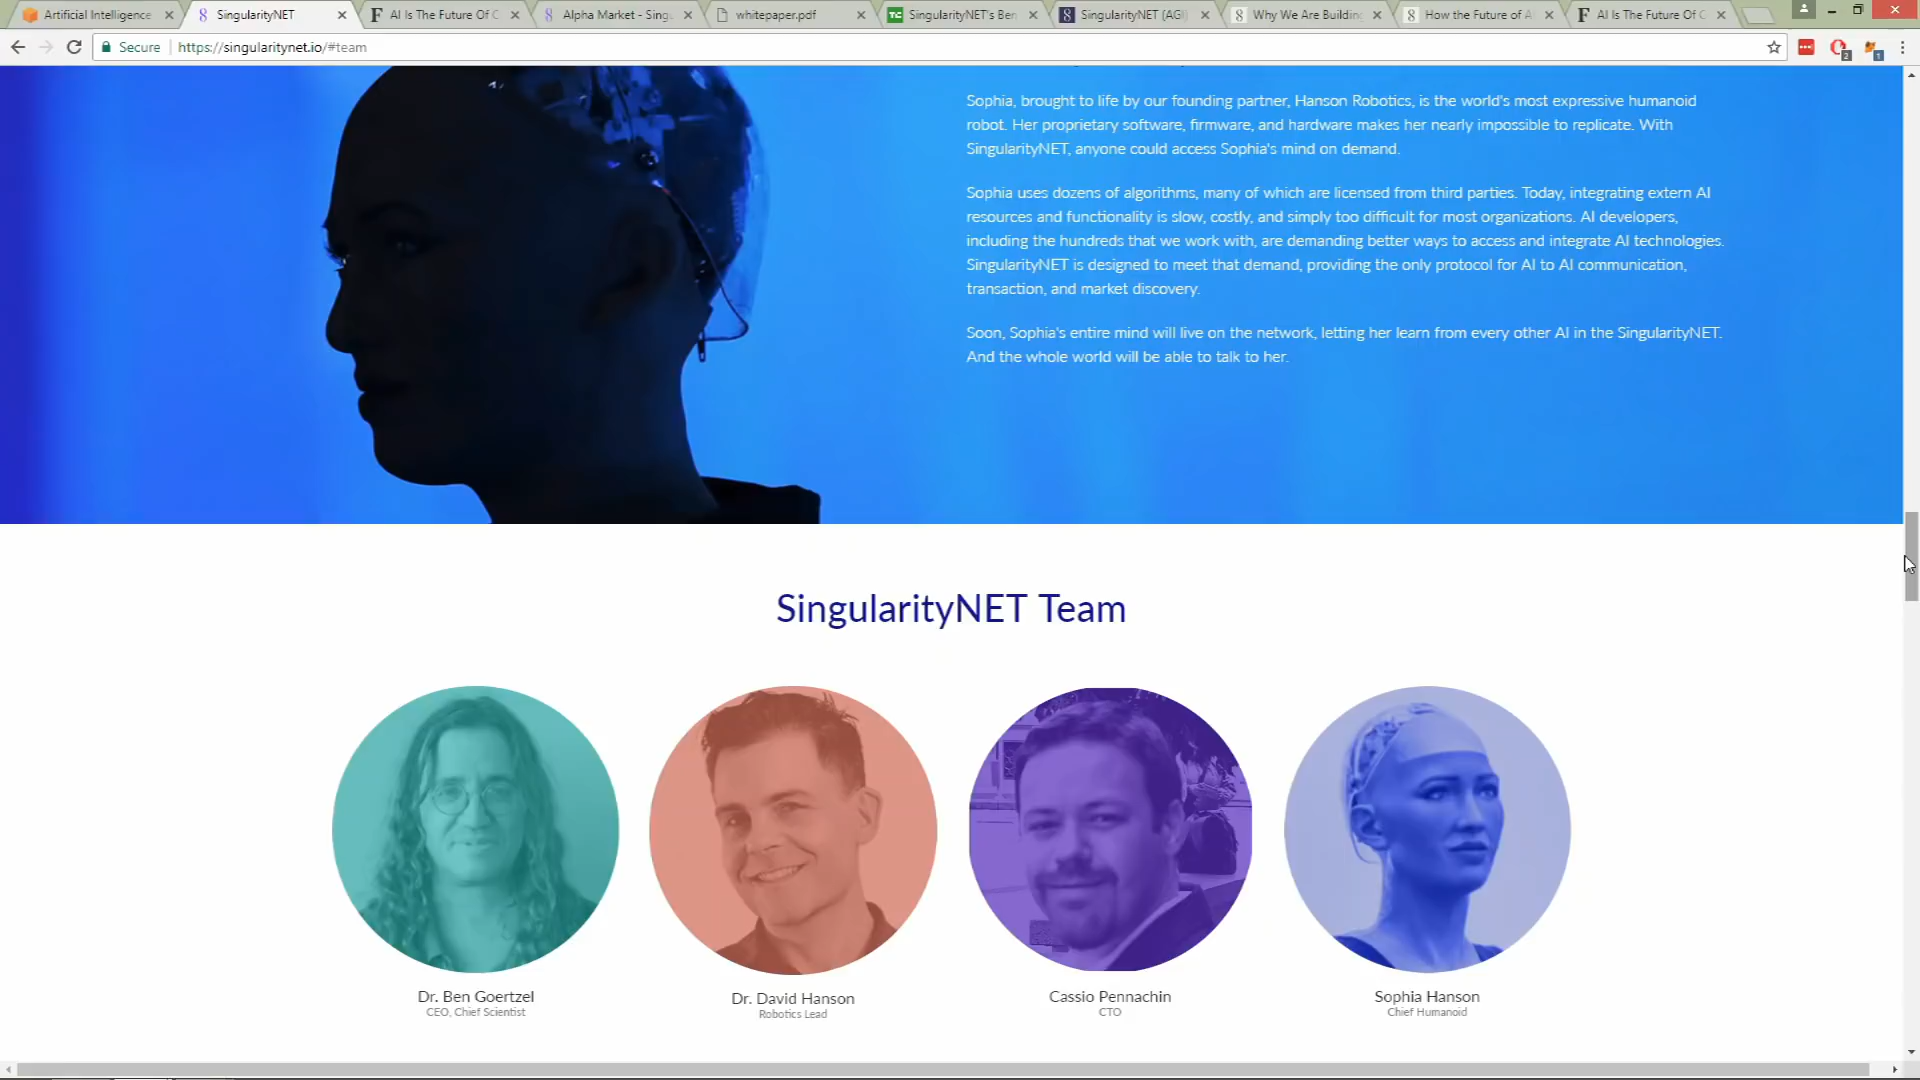 Artificial Intelligence
SingularityNET
AI Is The Future Of C
Alpha Market - Sing
whitepaper.pdf
SingularityNET's Ben
SingularityNET (AGI)
Why We Are Building
How the Future of A
AI Is The Future Of C
Secure
https://singularitynet.io/#team
Sophia, brought to life by our founding partner, Hanson Robotics, is the world's most expressive humanoid
robot. Her proprietary software, firmware, and hardware makes her nearly impossible to replicate. With
SingularityNET, anyone could access Sophia's mind on demand.
Sophia uses dozens of algorithms, many of which are licensed from third parties. Today, integrating extern AI
resources and functionality is slow, costly, and simply too difficult for most organizations. AI developers,
including the hundreds that we work with, are demanding better ways to access and integrate AI technologies.
SingularityNET is designed to meet that demand, providing the only protocol for AI to AI communication,
transaction, and market discovery.
Soon, Sophia's entire mind will live on the network, letting her learn from every other AI in the SingularityNET.
And the whole world will be able to talk to her.
SingularityNET Team
Dr. Ben Goertzel
CEO, Chief Scientist
Dr. David Hanson
Robotics Lead
Cassio Pennachin
CTO
Sophia Hanson
Chief Humanoid